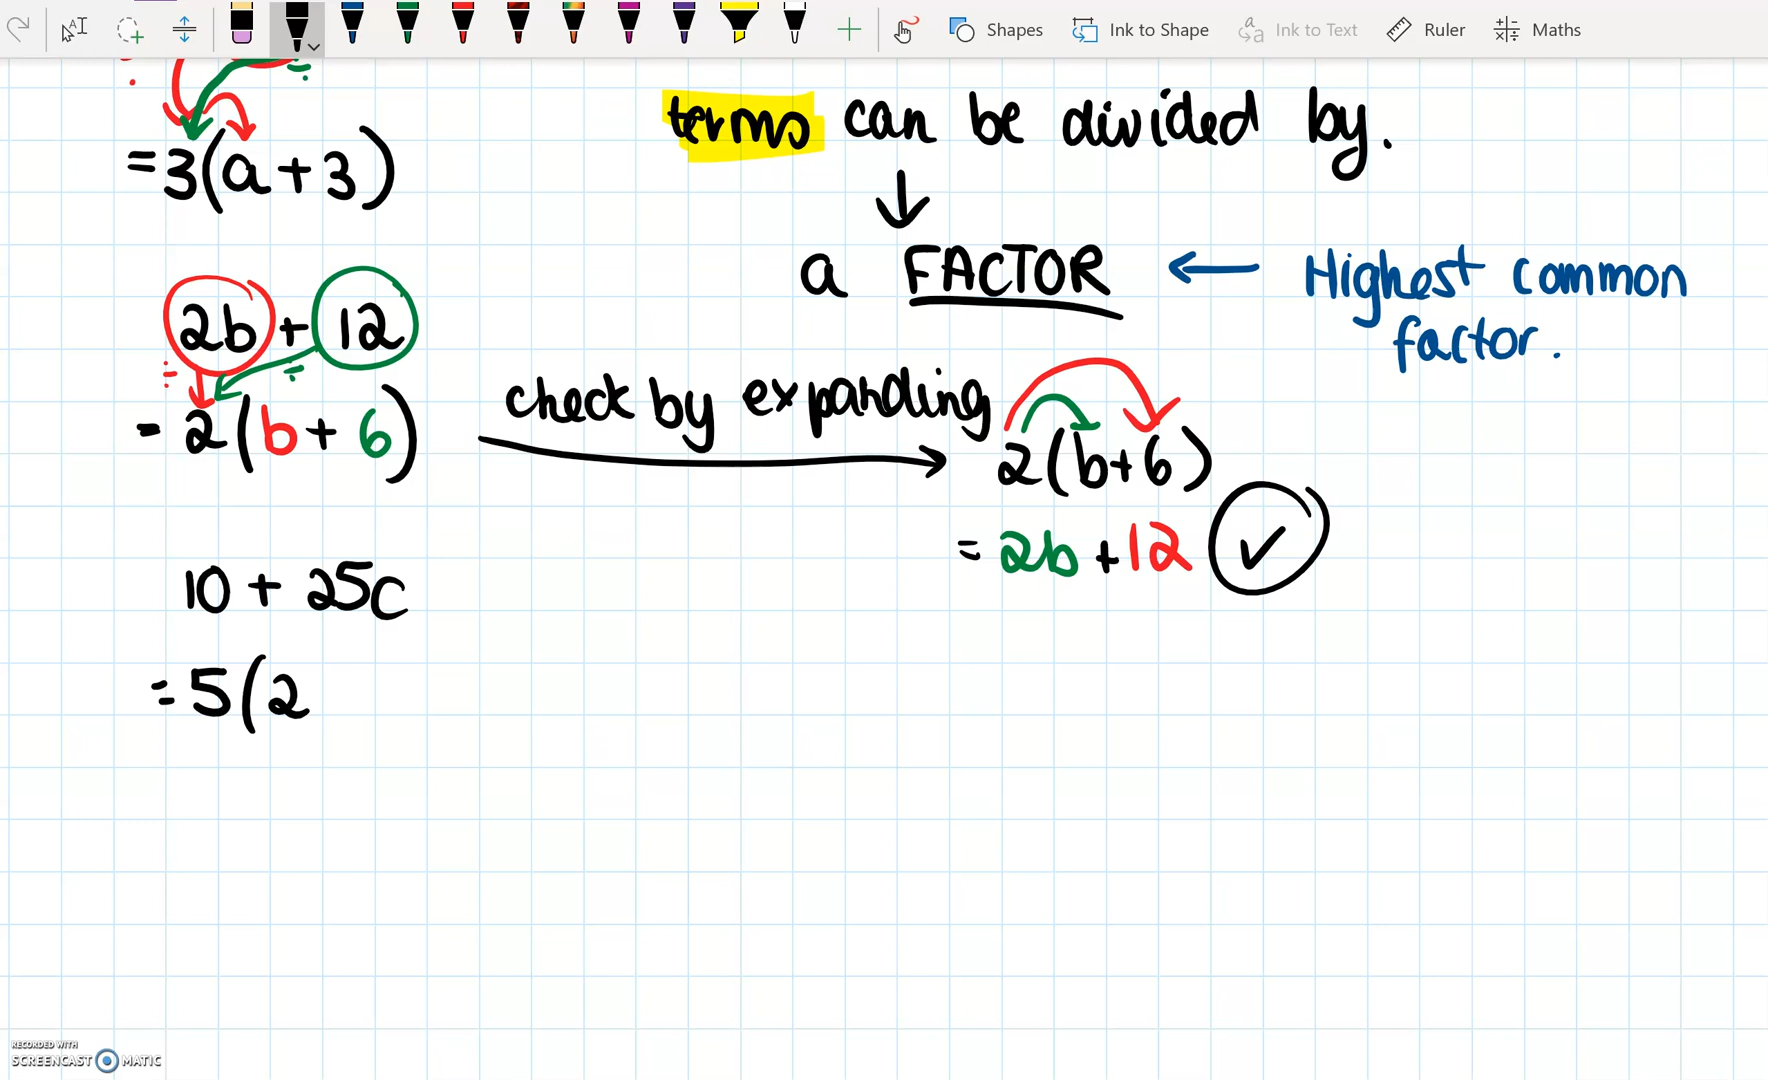 Shapes Ink to Shape Ink to Text Ruler Maths
terms can be divided by.
= 3(a + 3)
a FACTOR ← Highest common
factor.
2b + 12
= 2(b + 6)
check by expanding
2(b+6)
= 2b + 12 ✓
10 + 25c
= 5(2
RECORDED WITH
SCREENCAST MATIC